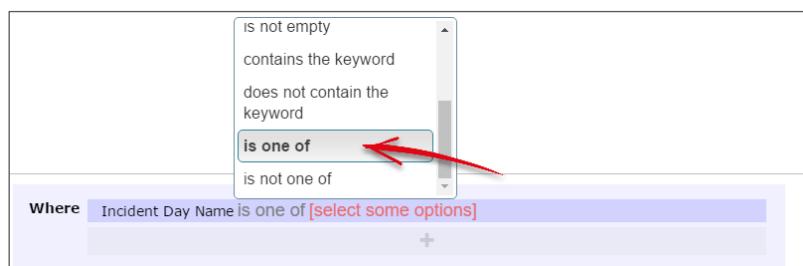 is not empty
contains the keyword
does not contain the
keyword
is one of
is not one of
Where Incident Day Name is one of [select some options]
+